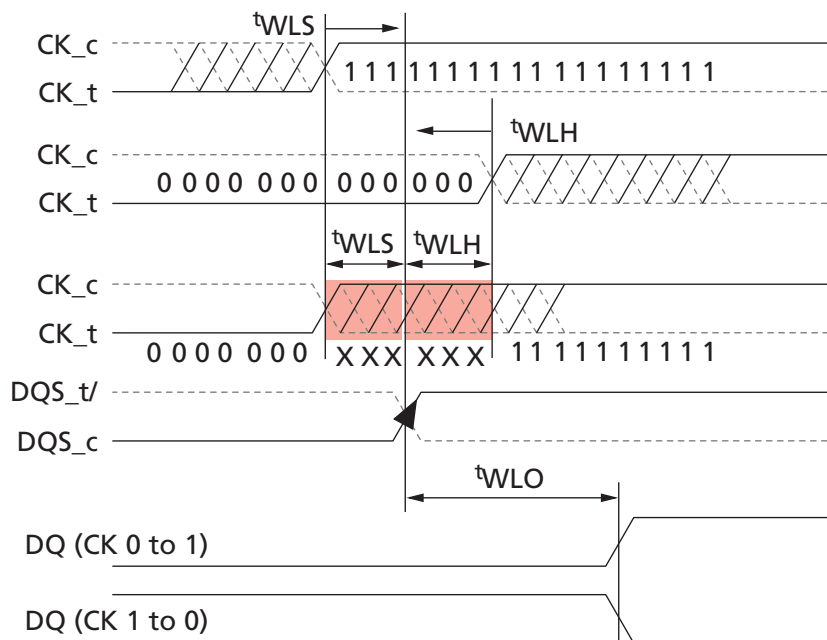 tWLS
CK_c
1 1 1 1 1 1 1 1 1 1 1 1 1 1 1 1 1
CK_t
tWLH
CK_c
0 0 0 0 0 0 0 0 0 0 0 0 0
CK_t
tWLS tWLH
CK_c
CK_t
0 0 0 0 0 0 0 X X X X X X 1 1 1 1 1 1 1 1 1
DQS_t/
DQS_c
tWLO
DQ (CK 0 to 1)
DQ (CK 1 to 0)